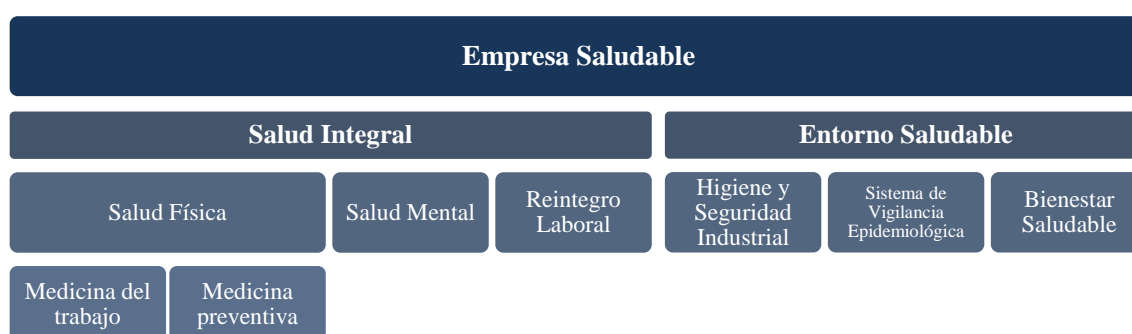 Empresa Saludable
Salud Integral
Entorno Saludable
Salud Física
Salud Mental
Reintegro
Laboral
Higiene y
Seguridad
Industrial
Sistema de
Vigilancia
Epidemiológica
Bienestar
Saludable
Medicina del
trabajo
Medicina
preventiva